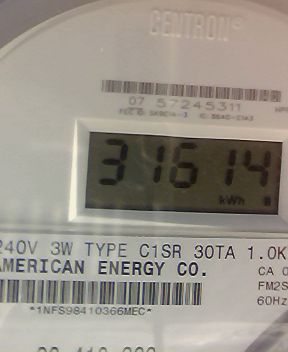 CENTRON®
07 57245311
31614
kWh
240V 3W TYPE C1SR 30TA 1.0K
AMERICAN ENERGY CO.
CA
FM2S
60Hz
*1NFS98410366MEC*